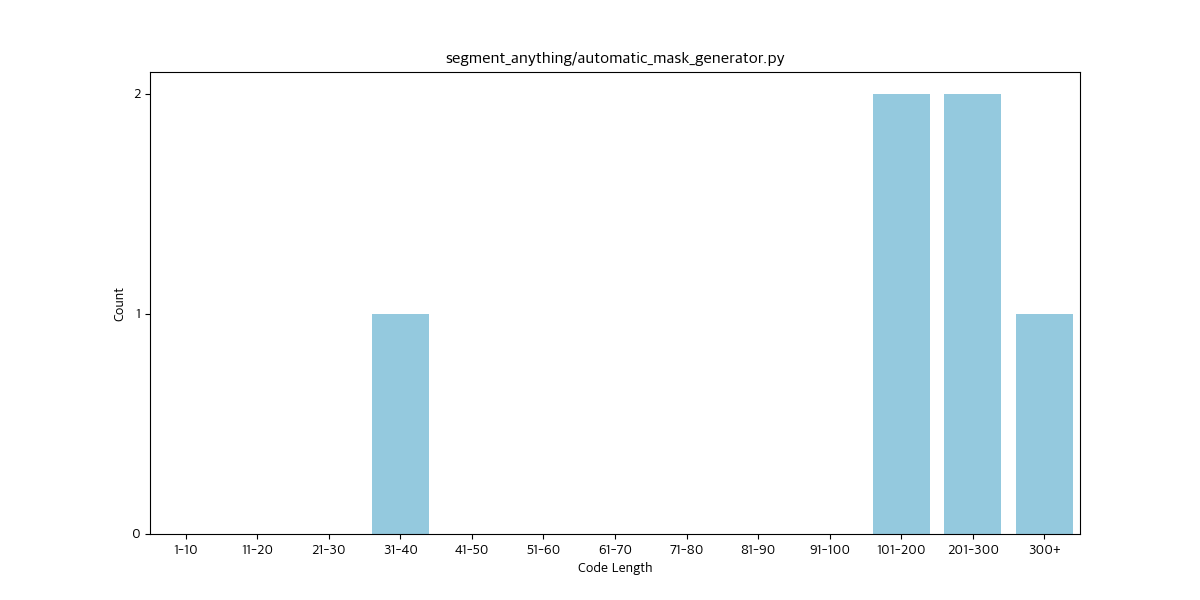 segment_anything/automatic_mask_generator.py
2
1
0
Count
1-10 11-20 21-30 31-40 41-50 51-60 61-70 71-80 81-90 91-100 101-200 201-300 300+
Code Length